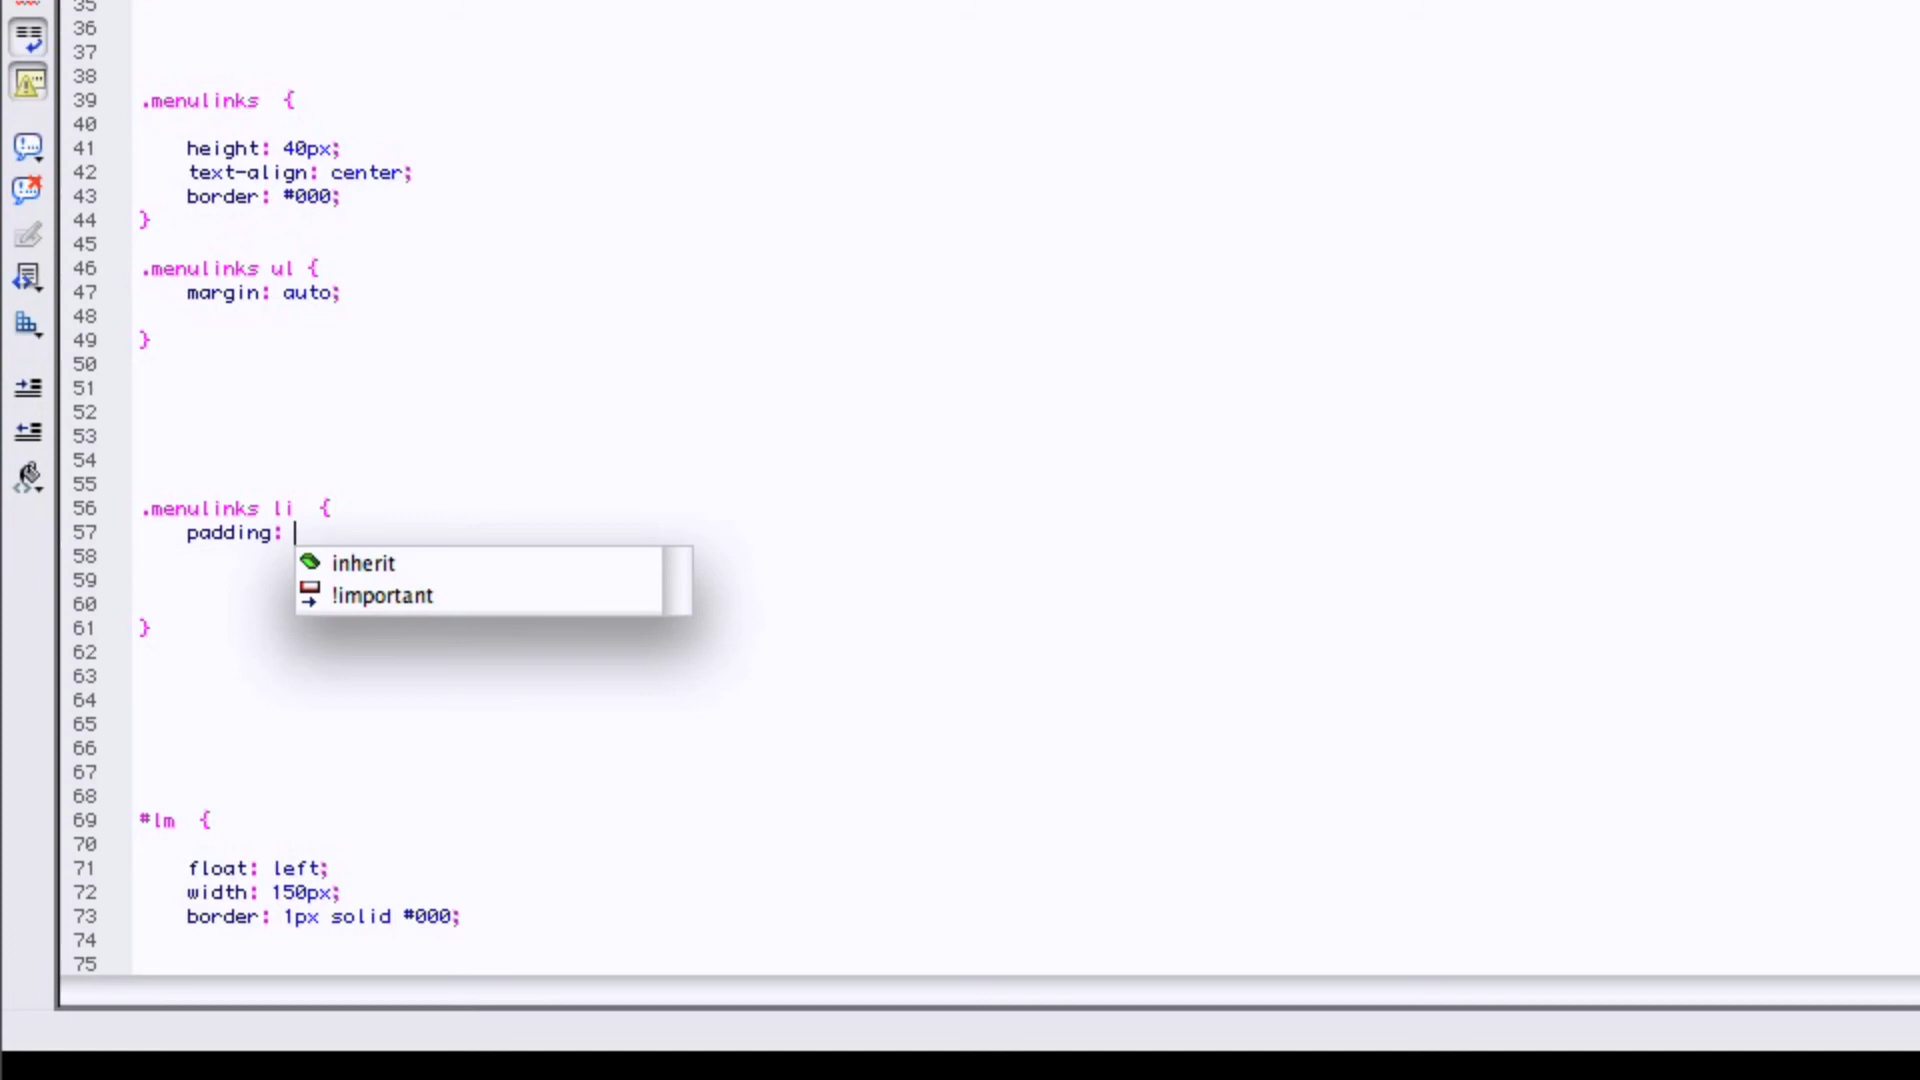 35
36
37
38
39 .menulinks {
40
41 height: 40px;
42 text-align: center;
43 border: #000;
44 }
45
46 .menulinks ul {
47 margin: auto;
48
49 }
50
51
52
53
54
55
56 .menulinks li {
57 padding:
58 inherit
59 !important
60
61 }
62
63
64
65
66
67
68
69 #lm {
70
71 float: left;
72 width: 150px;
73 border: 1px solid #000;
74
75